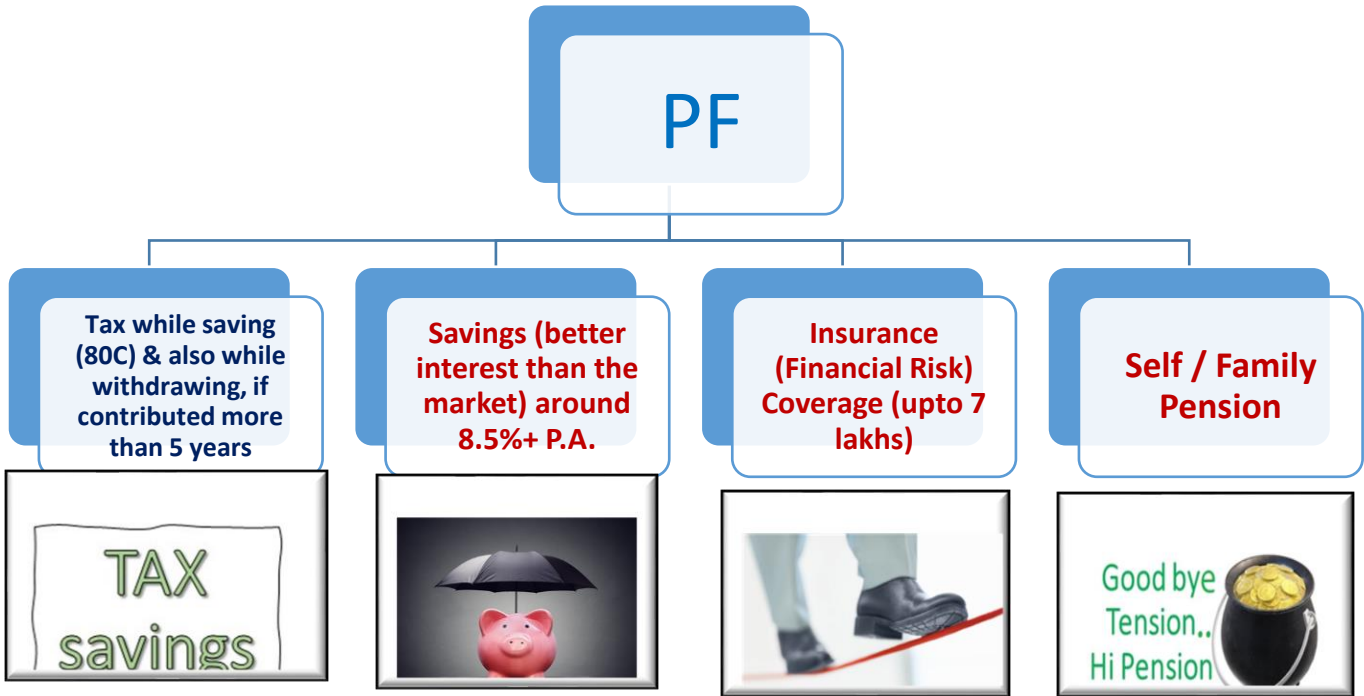 PF
Tax while saving
(80C) & also while
withdrawing, if
contributed more
than 5 years
Savings (better
interest than the
market) around
8.5%+ P.A.
Insurance
(Financial Risk)
Coverage (upto 7
lakhs)
Self / Family
Pension
TAX
savings
Good bye
Tension..
Hi Pension